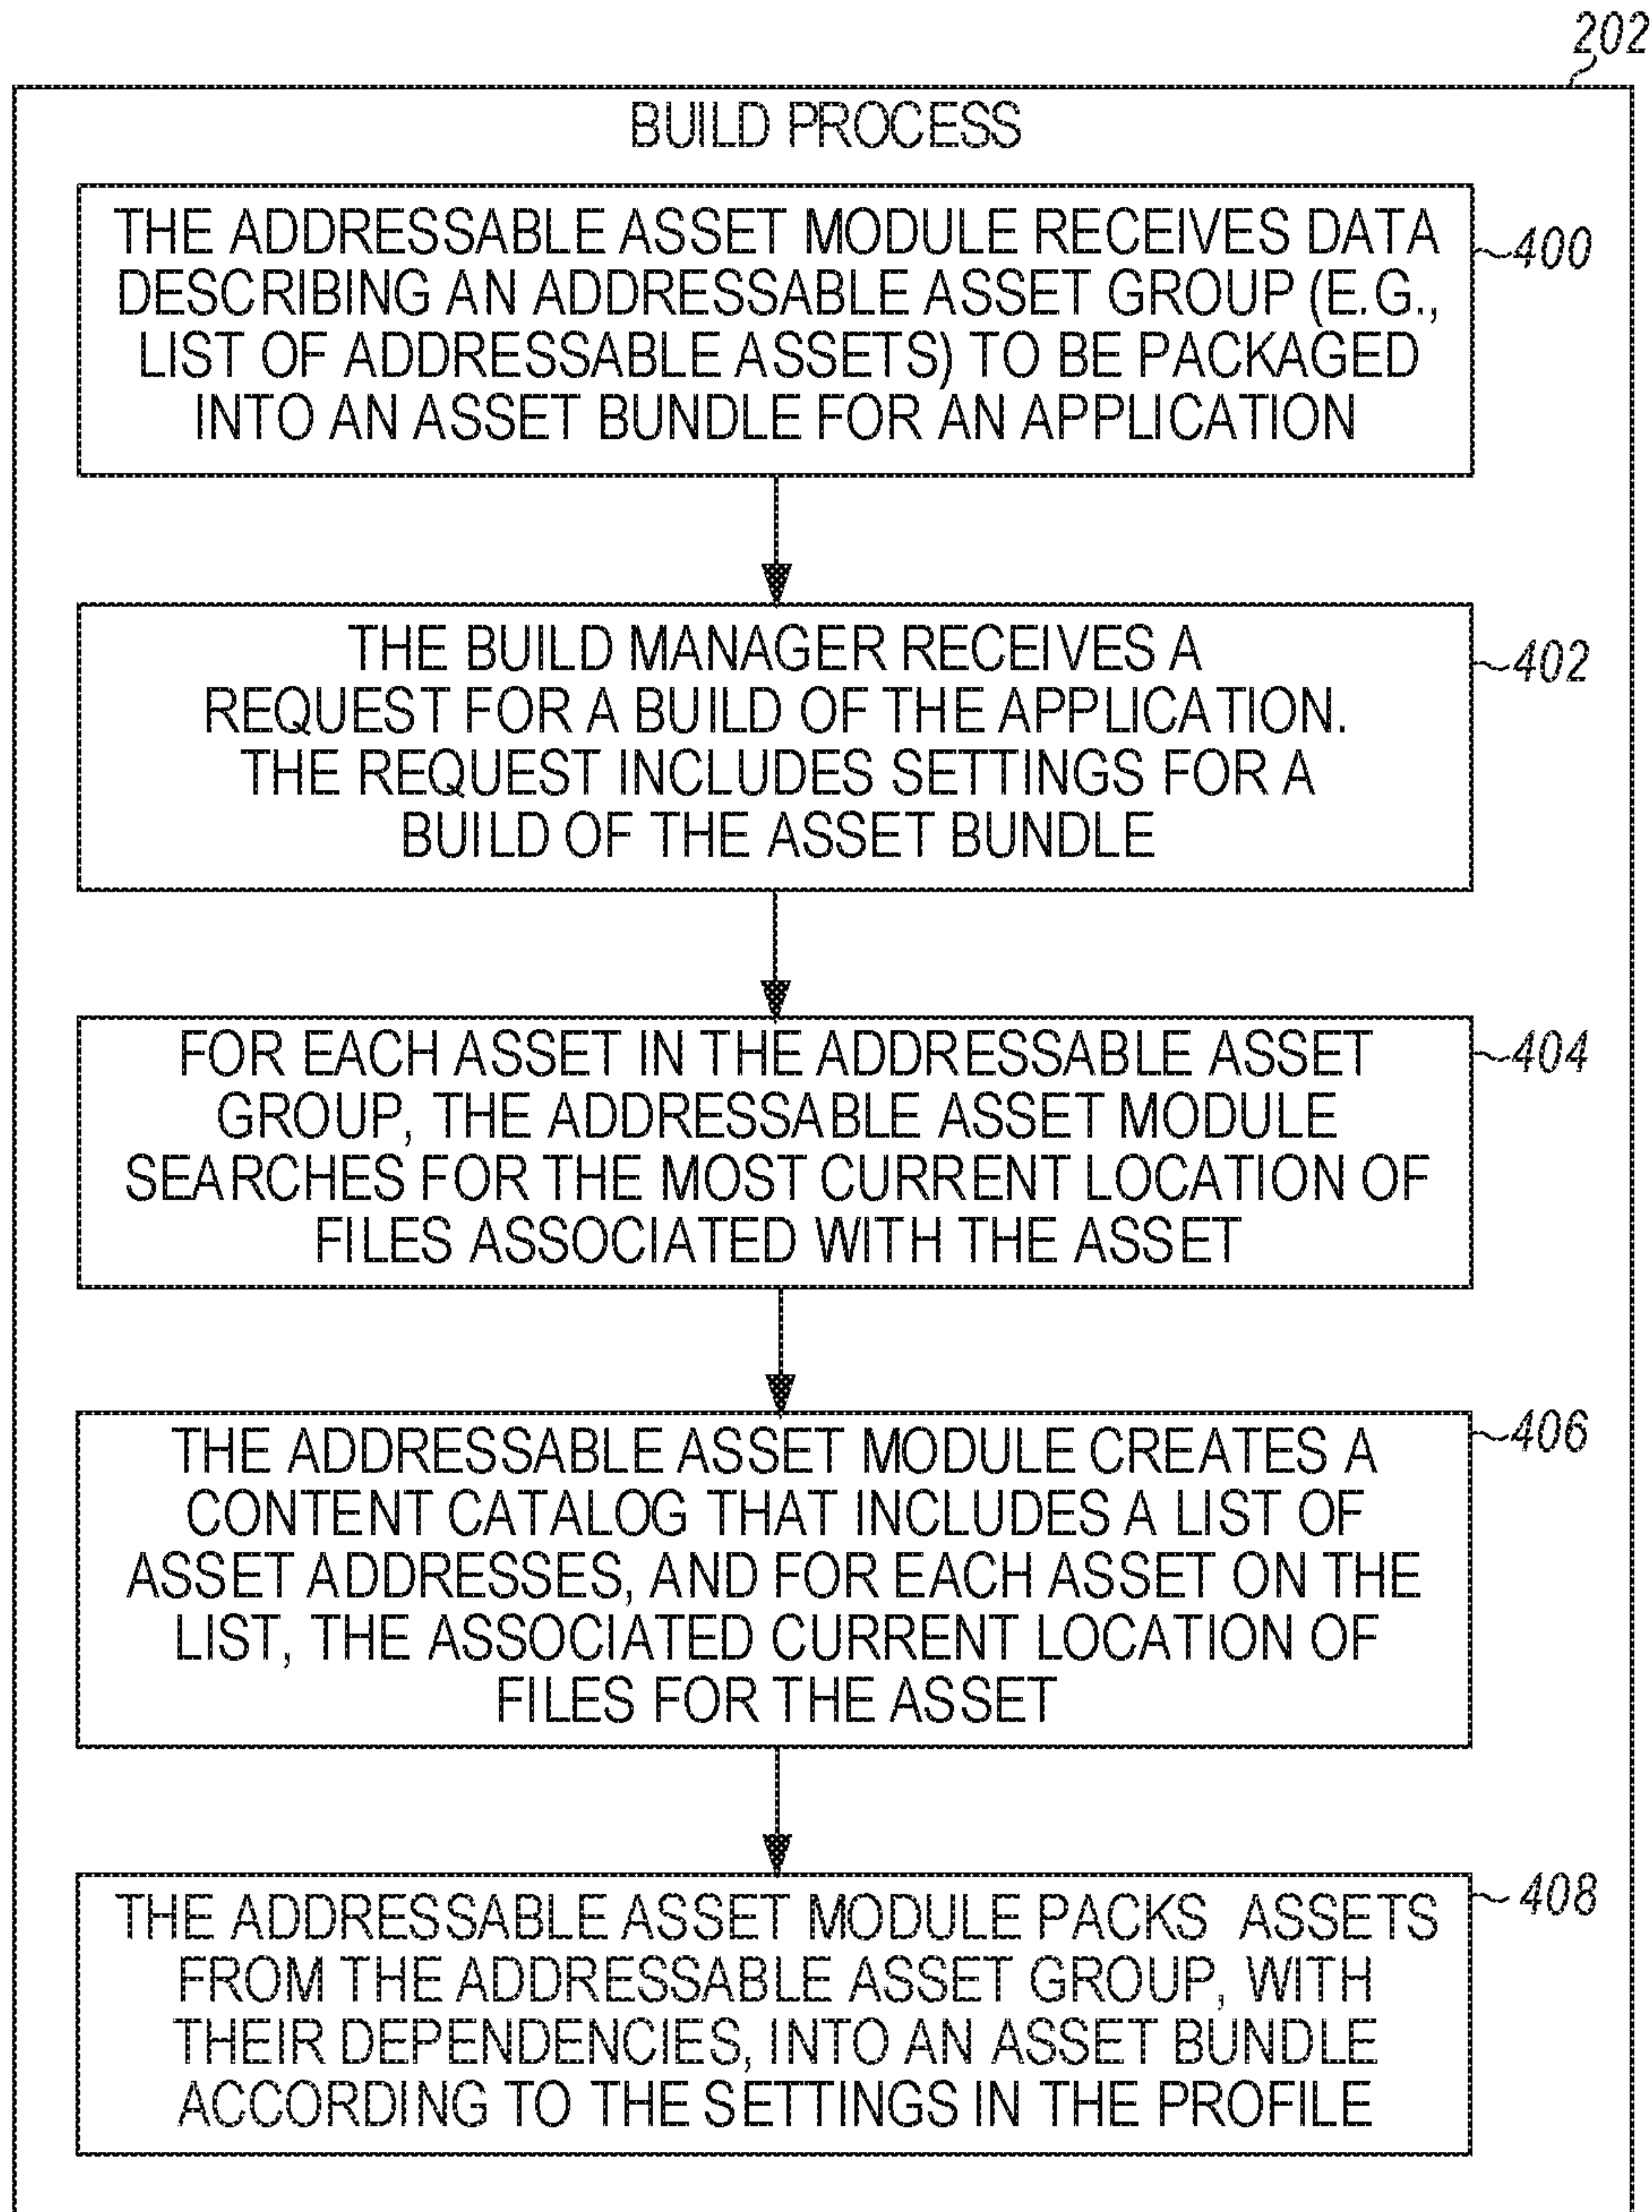 202
BUILD PROCESS
THE ADDRESSABLE ASSET MODULE RECEIVES DATA
DESCRIBING AN ADDRESSABLE ASSET GROUP (E.G.,
LIST OF ADDRESSABLE ASSETS) TO BE PACKAGED
INTO AN ASSET BUNDLE FOR AN APPLICATION
400
THE BUILD MANAGER RECEIVES A
REQUEST FOR A BUILD OF THE APPLICATION.
THE REQUEST INCLUDES SETTINGS FOR A
BUILD OF THE ASSET BUNDLE
402
FOR EACH ASSET IN THE ADDRESSABLE ASSET
GROUP, THE ADDRESSABLE ASSET MODULE
SEARCHES FOR THE MOST CURRENT LOCATION OF
FILES ASSOCIATED WITH THE ASSET
404
THE ADDRESSABLE ASSET MODULE CREATES A
CONTENT CATALOG THAT INCLUDES A LIST OF
ASSET ADDRESSES, AND FOR EACH ASSET ON THE
LIST, THE ASSOCIATED CURRENT LOCATION OF
FILES FOR THE ASSET
406
THE ADDRESSABLE ASSET MODULE PACKS ASSETS
FROM THE ADDRESSABLE ASSET GROUP, WITH
THEIR DEPENDENCIES, INTO AN ASSET BUNDLE
ACCORDING TO THE SETTINGS IN THE PROFILE
408